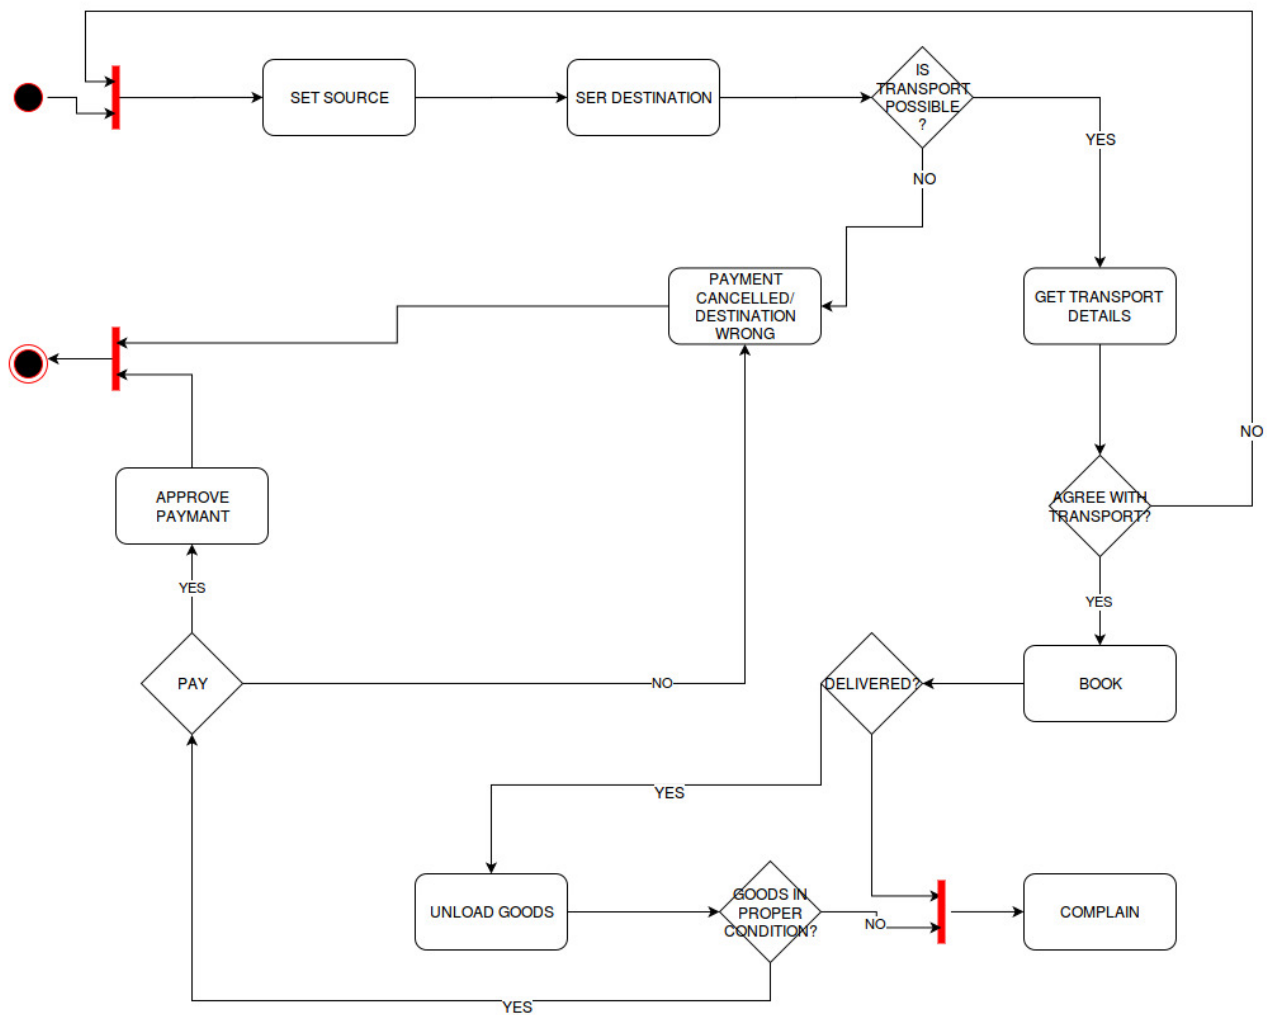 SET SOURCE
SER DESTINATION
IS
TRANSPORT
POSSIBLE
?
YES
NO
PAYMENT
CANCELLED/
DESTINATION
WRONG
GET TRANSPORT
DETAILS
NO
AGREE WITH
TRANSPORT?
APPROVE
PAYMANT
YES
YES
PAY
NO
DELIVERED?
BOOK
YES
UNLOAD GOODS
GOODS IN
PROPER
CONDITION?
NO
COMPLAIN
YES